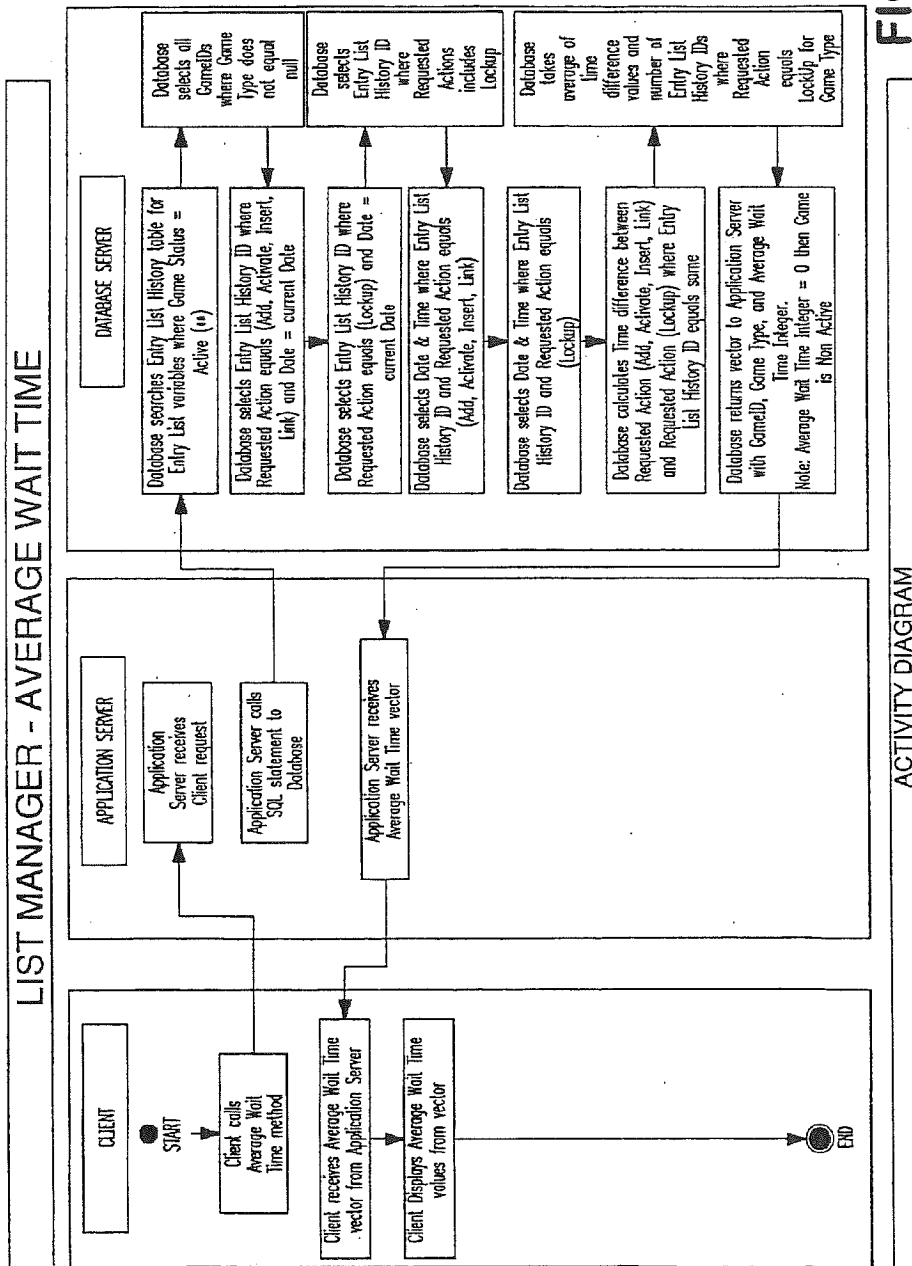 LIST MANAGER - AVERAGE WAIT TIME
CLIENT
START
Client calls
Average Wait
Time method
Client receives Average Wait Time
vector from Application Server
Client Displays Average Wait Time
values from vector
END
APPLICATION SERVER
Application
Server receives
Client request
Application Server calls
SQL statement to
Database
Application Server receives
Average Wait Time vector
DATABASE SERVER
Database searches Entry List History table for
Entry List variables where Game Status =
Active (**)
Database selects all
GameIDs
where Game
Type does
not equal
null
Database selects Entry List History ID where
Requested Action equals (Add, Activate, Insert,
Link) and Date = current Date
Database selects Entry List History ID where
Requested Action equals (Lockup) and Date =
current Date
Database
selects
Entry List
History ID
where
Requested
Actions
includes
Lockup
Database selects Date & Time where Entry List
History ID and Requested Action equals
(Add, Activate, Insert, Link)
Database selects Date & Time where Entry List
History ID and Requested Action equals
(Lockup)
Database calculates Time difference between
Requested Action (Add, Activate, Insert, Link)
and Requested Action (Lockup) where Entry
List History ID equals same
Database
takes
average of
time
difference
values and
number of
Entry List
History IDs
where
Requested
Action
equals
LockUp for
Game Type
Database returns vector to Application Server
with GameID, Game Type, and Average Wait
Time Integer.
Note: Average Wait Time Integer = 0 then Game
is Non Active
ACTIVITY DIAGRAM